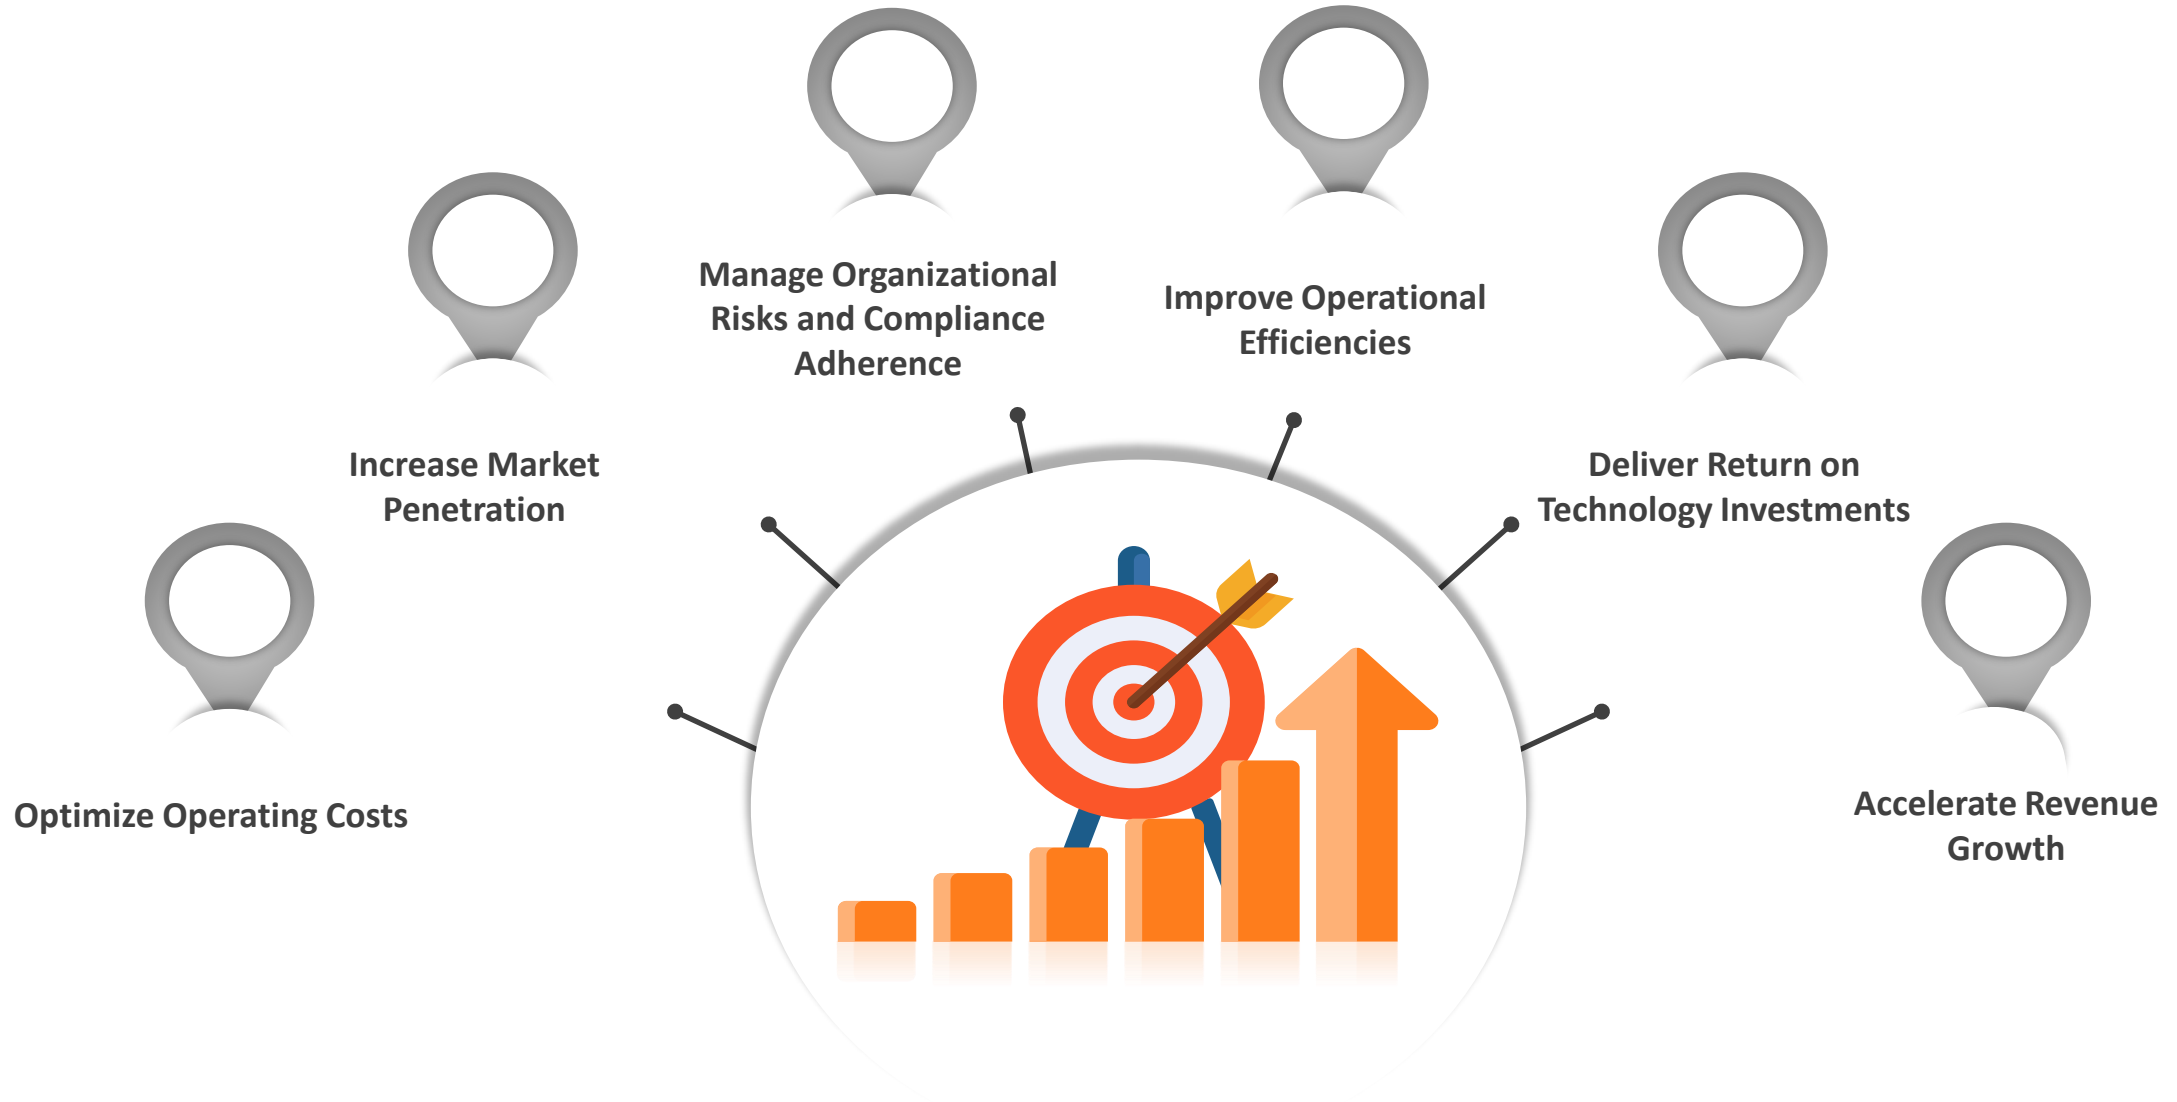 Manage Organizational
Risks and Compliance
Adherence
Improve Operational
Efficiencies
Increase Market
Penetration
Deliver Return on
Technology Investments
Optimize Operating Costs
Accelerate Revenue
Growth